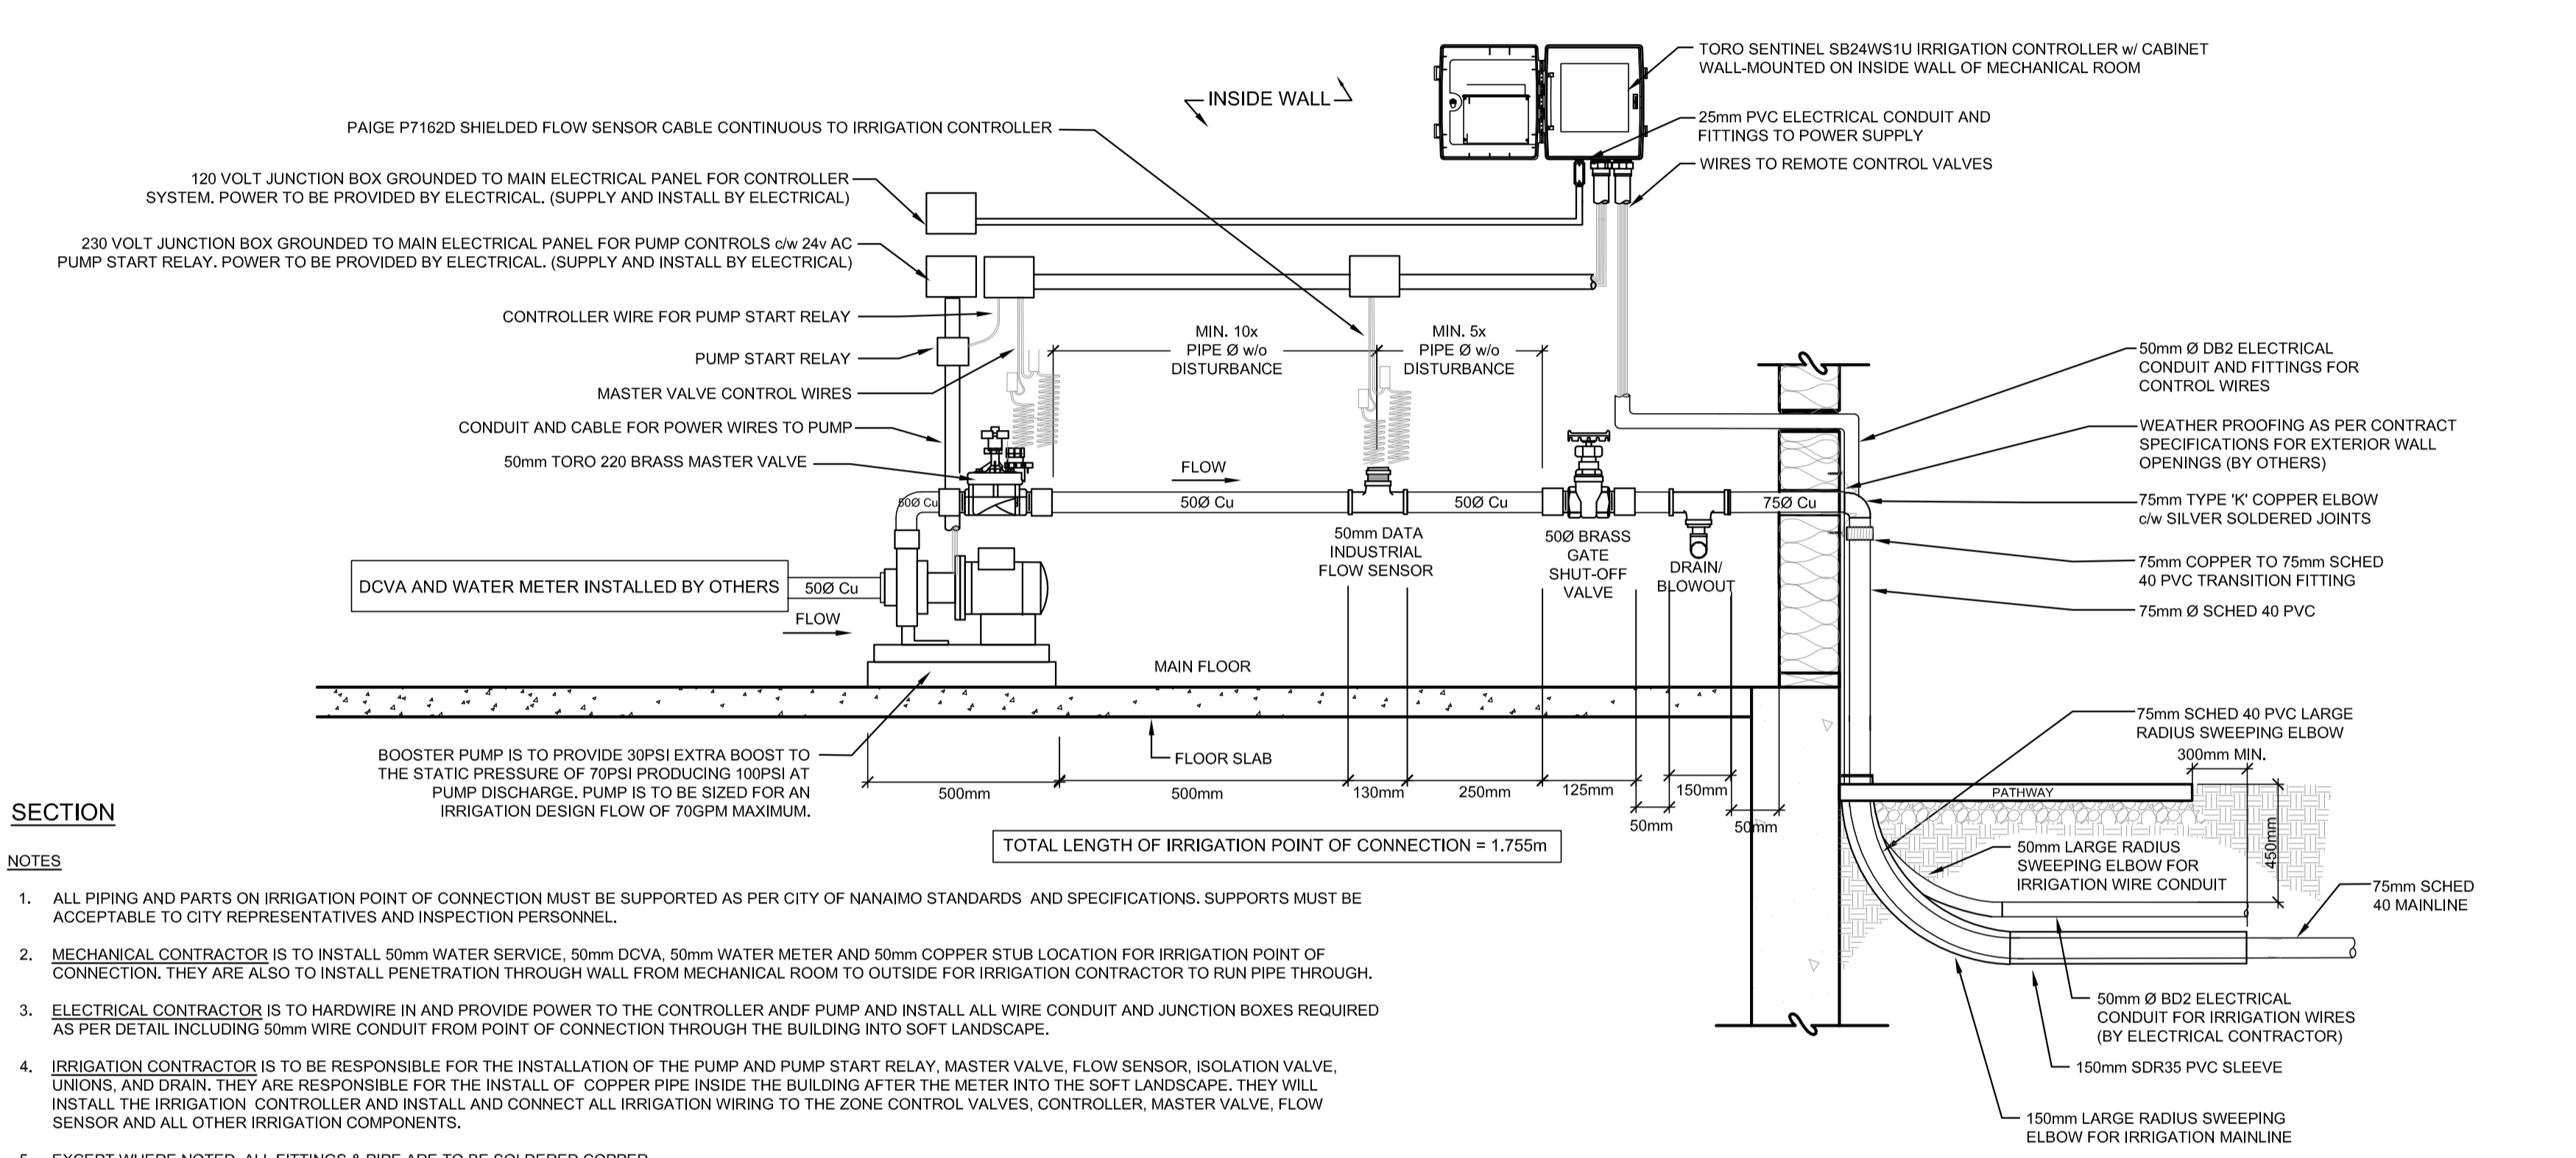 TORO SENTINEL SB24WS1U IRRIGATION CONTROLLER w/ CABINET
WALL-MOUNTED ON INSIDE WALL OF MECHANICAL ROOM
INSIDE WALL
25mm PVC ELECTRICAL CONDUIT AND
FITTINGS TO POWER SUPPLY
WIRES TO REMOTE CONTROL VALVES
PAIGE P7162D SHIELDED FLOW SENSOR CABLE CONTINUOUS TO IRRIGATION CONTROLLER
120 VOLT JUNCTION BOX GROUNDED TO MAIN ELECTRICAL PANEL FOR CONTROLLER
SYSTEM. POWER TO BE PROVIDED BY ELECTRICAL. (SUPPLY AND INSTALL BY ELECTRICAL)
230 VOLT JUNCTION BOX GROUNDED TO MAIN ELECTRICAL PANEL FOR PUMP CONTROLS c/w 24v AC
PUMP START RELAY. POWER TO BE PROVIDED BY ELECTRICAL. (SUPPLY AND INSTALL BY ELECTRICAL)
CONTROLLER WIRE FOR PUMP START RELAY
PUMP START RELAY
MASTER VALVE CONTROL WIRES
CONDUIT AND CABLE FOR POWER WIRES TO PUMP
50mm TORO 220 BRASS MASTER VALVE
MIN. 10x
PIPE Ø w/o
DISTURBANCE
MIN. 5x
PIPE Ø w/o
DISTURBANCE
50mm Ø DB2 ELECTRICAL
CONDUIT AND FITTINGS FOR
CONTROL WIRES
WEATHER PROOFING AS PER CONTRACT
SPECIFICATIONS FOR EXTERIOR WALL
OPENINGS (BY OTHERS)
75mm TYPE 'K' COPPER ELBOW
c/w SILVER SOLDERED JOINTS
75mm COPPER TO 75mm SCHED
40 PVC TRANSITION FITTING
75mm Ø SCHED 40 PVC
FLOW
50Ø Cu
50Ø Cu
50Ø Cu
75Ø Cu
50mm DATA
INDUSTRIAL
FLOW SENSOR
50Ø BRASS
GATE
SHUT-OFF
VALVE
DRAIN/
BLOWOUT
DCVA AND WATER METER INSTALLED BY OTHERS
50Ø Cu
FLOW
MAIN FLOOR
FLOOR SLAB
BOOSTER PUMP IS TO PROVIDE 30PSI EXTRA BOOST TO
THE STATIC PRESSURE OF 70PSI PRODUCING 100PSI AT
PUMP DISCHARGE. PUMP IS TO BE SIZED FOR AN
IRRIGATION DESIGN FLOW OF 70GPM MAXIMUM.
500mm
500mm
130mm
250mm
125mm
50mm
150mm
50mm
TOTAL LENGTH OF IRRIGATION POINT OF CONNECTION = 1.755m
75mm SCHED 40 PVC LARGE
RADIUS SWEEPING ELBOW
300mm MIN.
PATHWAY
450mm
50mm LARGE RADIUS
SWEEPING ELBOW FOR
IRRIGATION WIRE CONDUIT
75mm SCHED
40 MAINLINE
50mm Ø BD2 ELECTRICAL
CONDUIT FOR IRRIGATION WIRES
(BY ELECTRICAL CONTRACTOR)
150mm SDR35 PVC SLEEVE
150mm LARGE RADIUS SWEEPING
ELBOW FOR IRRIGATION MAINLINE
SECTION
NOTES
1. ALL PIPING AND PARTS ON IRRIGATION POINT OF CONNECTION MUST BE SUPPORTED AS PER CITY OF NANAIMO STANDARDS AND SPECIFICATIONS. SUPPORTS MUST BE
ACCEPTABLE TO CITY REPRESENTATIVES AND INSPECTION PERSONNEL.
2. MECHANICAL CONTRACTOR IS TO INSTALL 50mm WATER SERVICE, 50mm DCVA, 50mm WATER METER AND 50mm COPPER STUB LOCATION FOR IRRIGATION POINT OF
CONNECTION. THEY ARE ALSO TO INSTALL PENETRATION THROUGH WALL FROM MECHANICAL ROOM TO OUTSIDE FOR IRRIGATION CONTRACTOR TO RUN PIPE THROUGH.
3. ELECTRICAL CONTRACTOR IS TO HARDWIRE IN AND PROVIDE POWER TO THE CONTROLLER ANDF PUMP AND INSTALL ALL WIRE CONDUIT AND JUNCTION BOXES REQUIRED
AS PER DETAIL INCLUDING 50mm WIRE CONDUIT FROM POINT OF CONNECTION THROUGH THE BUILDING INTO SOFT LANDSCAPE.
4. IRRIGATION CONTRACTOR IS TO BE RESPONSIBLE FOR THE INSTALLATION OF THE PUMP AND PUMP START RELAY, MASTER VALVE, FLOW SENSOR, ISOLATION VALVE,
UNIONS, AND DRAIN. THEY ARE RESPONSIBLE FOR THE INSTALL OF COPPER PIPE INSIDE THE BUILDING AFTER THE METER INTO THE SOFT LANDSCAPE. THEY WILL
INSTALL THE IRRIGATION CONTROLLER AND INSTALL AND CONNECT ALL IRRIGATION WIRING TO THE ZONE CONTROL VALVES, CONTROLLER, MASTER VALVE, FLOW
SENSOR AND ALL OTHER IRRIGATION COMPONENTS.
5. EXCEPT WHERE NOTED, ALL FITTINGS & PIPE ARE TO BE SOLDERED COPPER